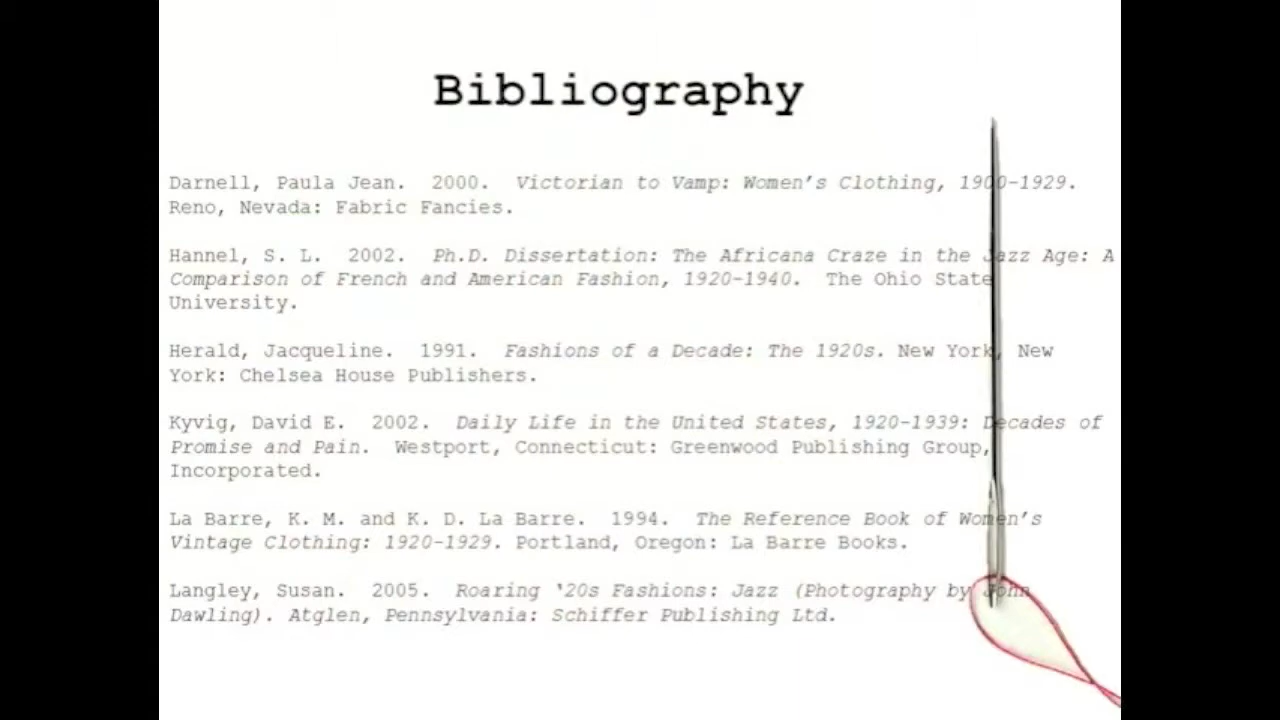 Bibliography
Darnell, Paula Jean.  2000.  Victorian to Vamp: Women’s Clothing, 1900-1929.
Reno, Nevada: Fabric Fancies.
Hannel, S. L.  2002.  Ph.D. Dissertation: The Africana Craze in the Jazz Age: A
Comparison of French and American Fashion, 1920-1940.  The Ohio State
University.
Herald, Jacqueline.  1991.  Fashions of a Decade: The 1920s. New York, New
York: Chelsea House Publishers.
Kyvig, David E.  2002.  Daily Life in the United States, 1920-1939: Decades of
Promise and Pain.  Westport, Connecticut: Greenwood Publishing Group,
Incorporated.
La Barre, K. M. and K. D. La Barre.  1994.  The Reference Book of Women’s
Vintage Clothing: 1920-1929. Portland, Oregon: La Barre Books.
Langley, Susan.  2005.  Roaring ‘20s Fashions: Jazz (Photography by John
Dawling). Atglen, Pennsylvania: Schiffer Publishing Ltd.